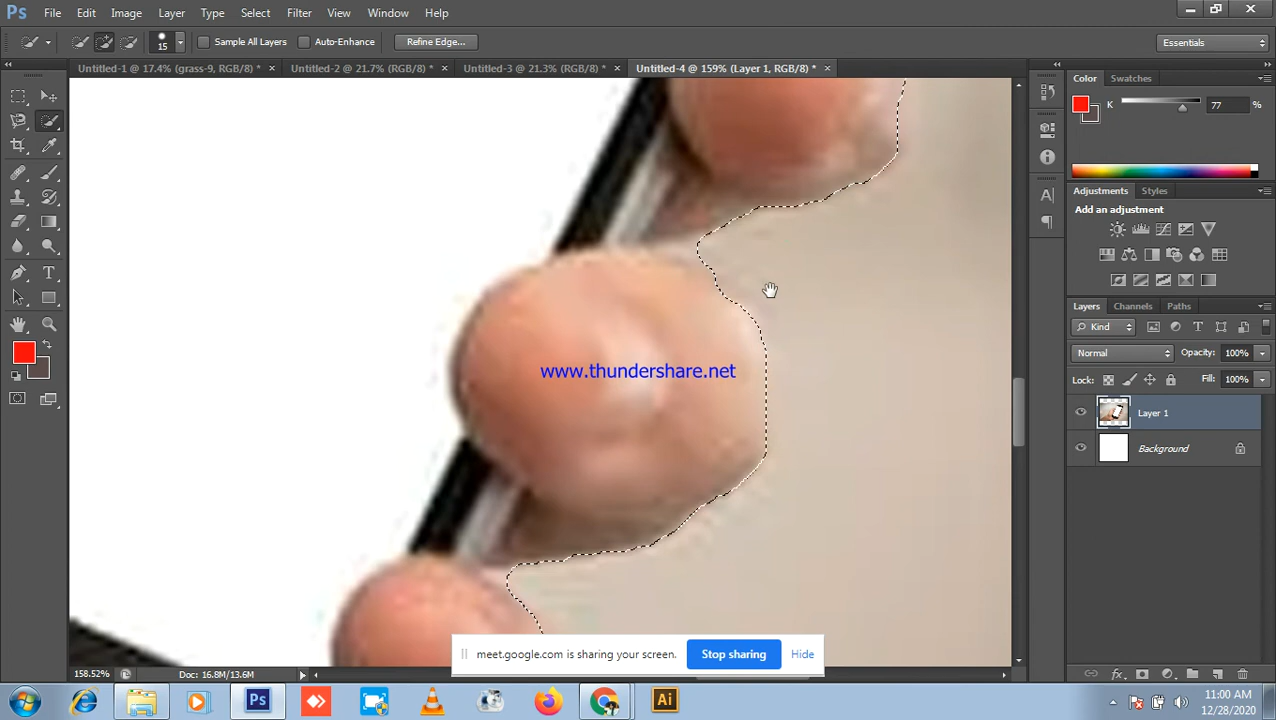 Ps File Edit Image Layer Type Select Filter View Window Help
15 Sample All Layers Auto-Enhance Refine Edge... Essentials
Untitled-1 @ 17.4% (grass-9, RGB/8) * Untitled-2 @ 21.7% (RGB/8) * Untitled-3 @ 21.3% (RGB/8) * Untitled-4 @ 159% (Layer 1, RGB/8) *
Color Swatches
K 77 %
Adjustments Styles
Add an adjustment
Layers Channels Paths
Kind
Normal Opacity: 100%
Lock: Fill: 100%
Layer 1
Background
www.thundershare.net
meet.google.com is sharing your screen. Stop sharing Hide
158.52% Doc: 16.8M/13.6M
Ps Ai
11:00 AM
12/28/2020